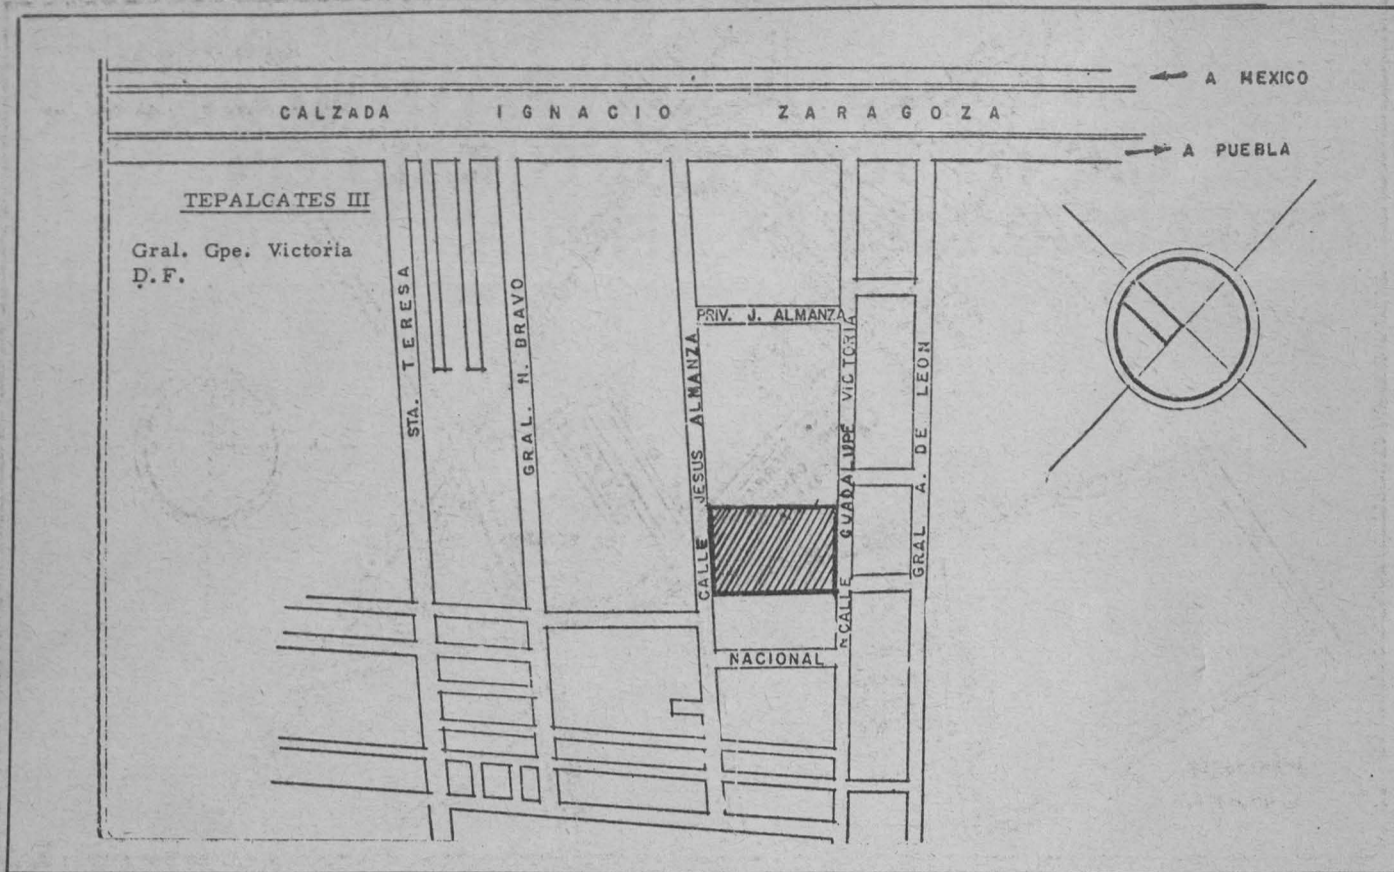 A MEXICO
CALZADA IGNACIO ZARAGOZA
A PUEBLA
TEPALCATES III
Gral. Gpe. Victoria
D. F.
STA. TERESA
GRAL. N. BRAVO
CALLE JESUS ALMANZA
PRIV. J. ALMANZA
CALLE GUADALUPE VICTORIA
GRAL A. DE LEON
NACIONAL